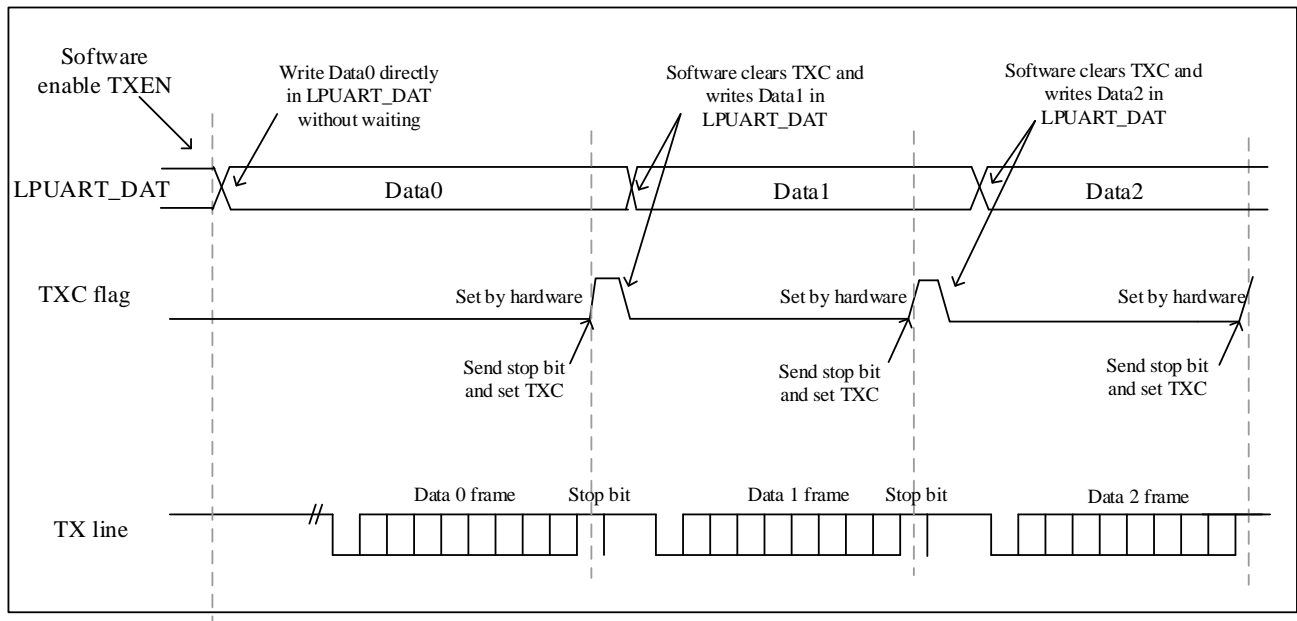 Software
enable TXEN
Write Data0 directly
in LPUART_DAT
without waiting
Software clears TXC and
writes Data1 in
LPUART_DAT
Software clears TXC and
writes Data2 in
LPUART_DAT
LPUART_DAT
Data0
Data1
Data2
TXC flag
Set by hardware
Set by hardware
Set by hardware
Send stop bit
and set TXC
Send stop bit
and set TXC
Send stop bit
and set TXC
Data 0 frame
Stop bit
Data 1 frame
Stop bit
Data 2 frame
TX line